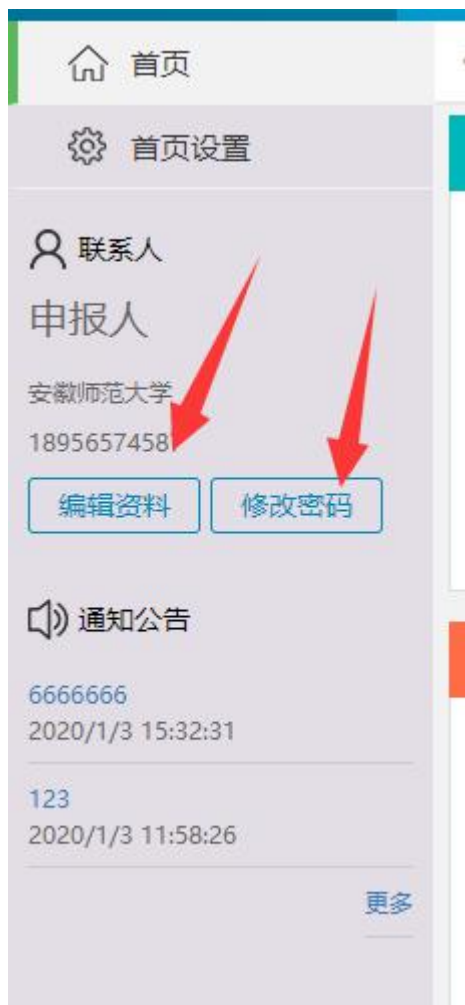 首页
首页设置
联系人
申报人
安徽师范大学
1895657458
编辑资料 修改密码
通知公告
6666666
2020/1/3 15:32:31
123
2020/1/3 11:58:26
更多